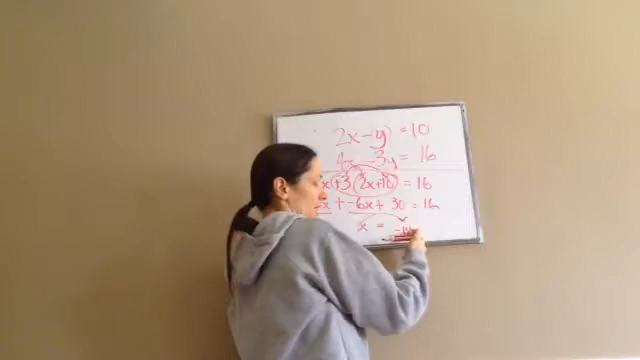 2x-y = 10
4x -3y = 16
x +3(2x+10) = 16
x + -6x + 30 = 16
x =